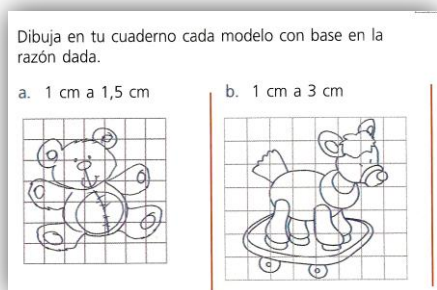 Dibuja en tu cuaderno cada modelo con base en la
razón dada.
a. 1 cm a 1,5 cm
b. 1 cm a 3 cm